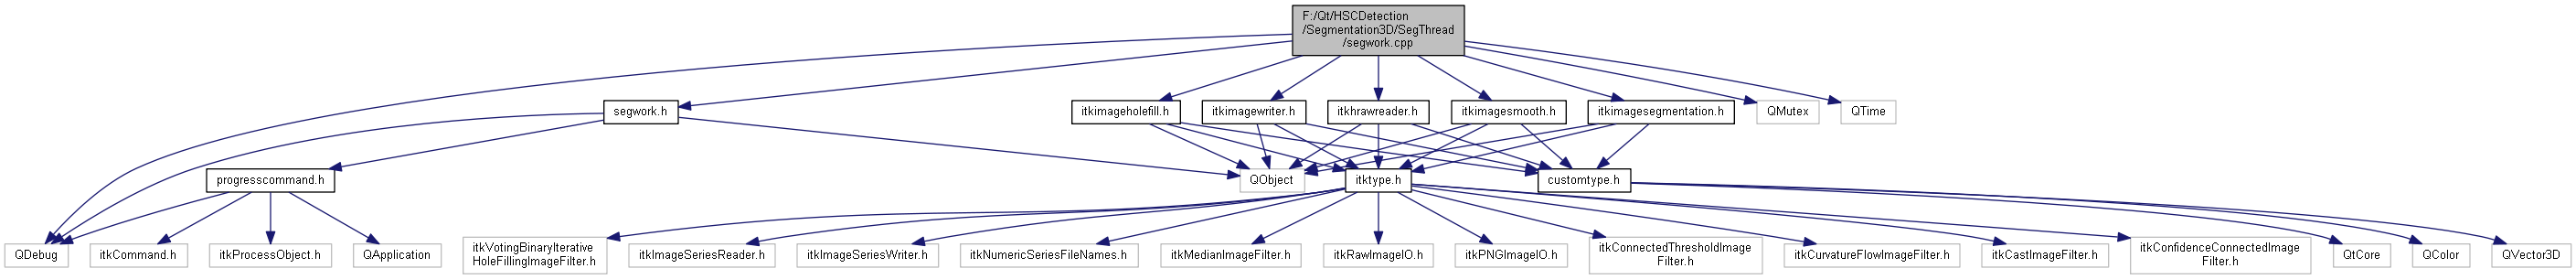 F:/Qt/HSCDetection
/Segmentation3D/SegThread
/segwork.cpp
segwork.h
itkimageholefill.h
itkimagewriter.h
itkhrawreader.h
itkimagesmooth.h
itkimagesegmentation.h
QMutex
QTime
progresscommand.h
QObject
itktype.h
customtype.h
QDebug
itkCommand.h
itkProcessObject.h
QApplication
itkVotingBinaryIterative
HoleFillingImageFilter.h
itkImageSeriesReader.h
itkImageSeriesWriter.h
itkNumericSeriesFileNames.h
itkMedianImageFilter.h
itkRawImageIO.h
itkPNGImageIO.h
itkConnectedThresholdImage
Filter.h
itkCurvatureFlowImageFilter.h
itkCastImageFilter.h
itkConfidenceConnectedImage
Filter.h
QtCore
QColor
QVector3D